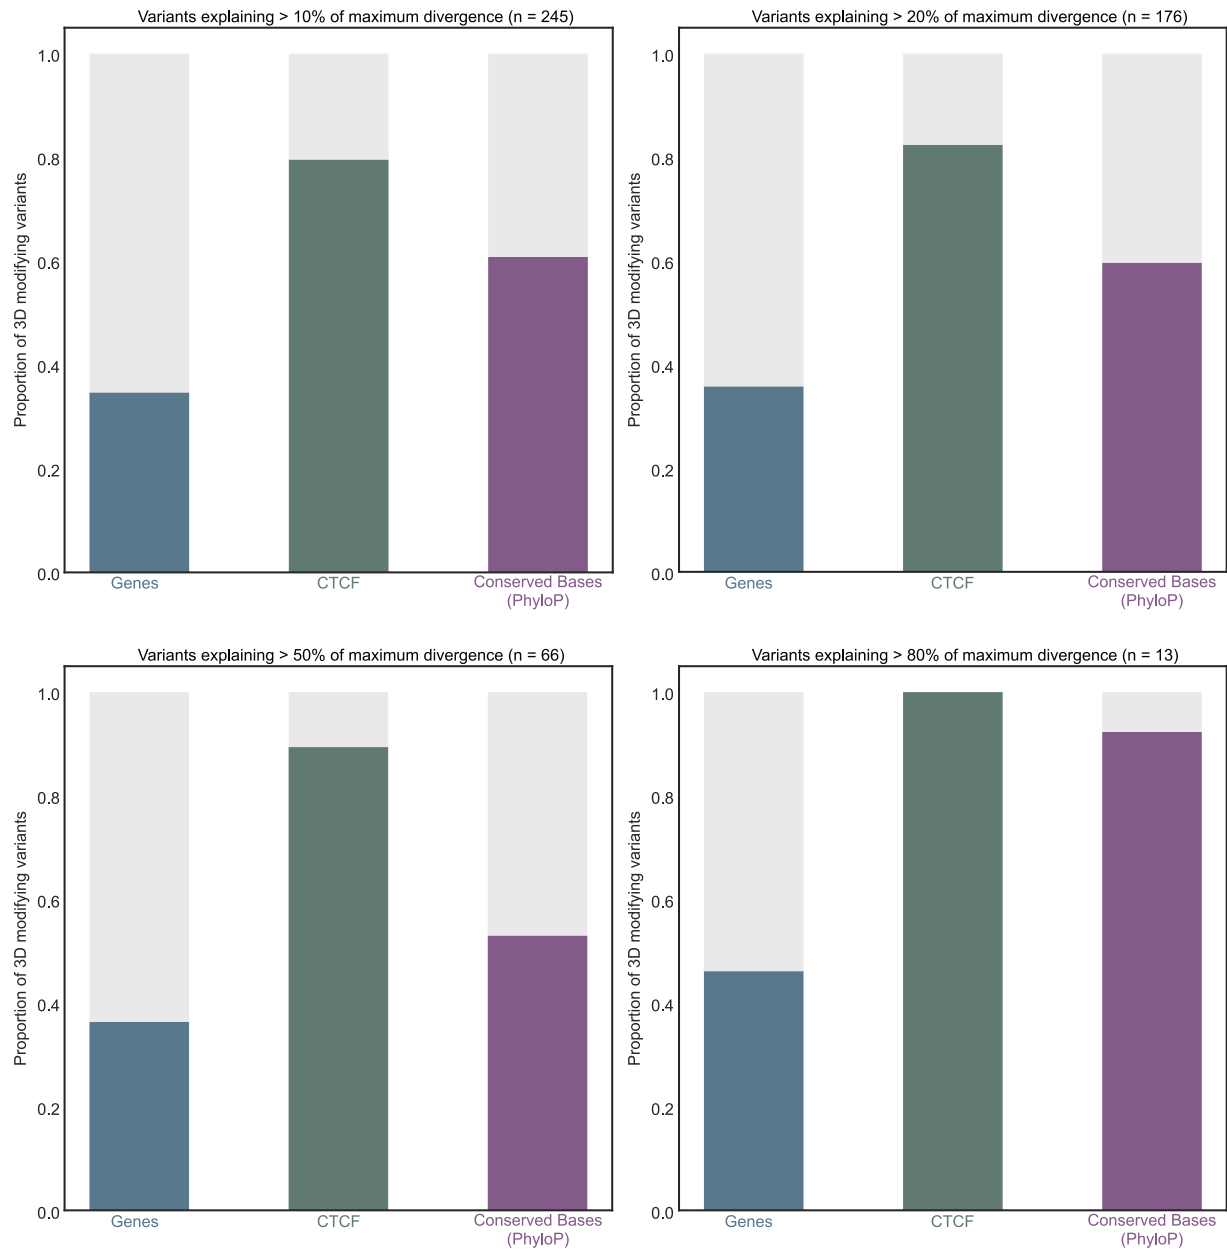 Variants explaining > 10% of maximum divergence (n = 245)
Proportion of 3D modifying variants
1.0
0.8
0.6
0.4
0.2
0.0
Genes
CTCF
Conserved Bases
(PhyloP)
Variants explaining > 20% of maximum divergence (n = 176)
Proportion of 3D modifying variants
1.0
0.8
0.6
0.4
0.2
0.0
Genes
CTCF
Conserved Bases
(PhyloP)
Variants explaining > 50% of maximum divergence (n = 66)
Proportion of 3D modifying variants
1.0
0.8
0.6
0.4
0.2
0.0
Genes
CTCF
Conserved Bases
(PhyloP)
Variants explaining > 80% of maximum divergence (n = 13)
Proportion of 3D modifying variants
1.0
0.8
0.6
0.4
0.2
0.0
Genes
CTCF
Conserved Bases
(PhyloP)